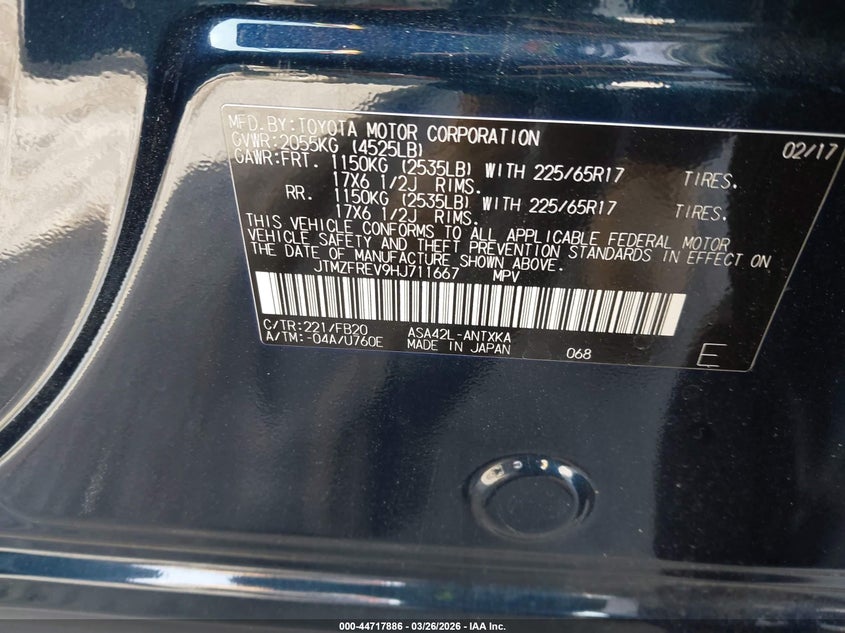 MFD.BY:TOYOTA MOTOR CORPORATION 02/17
GVWR:2055KG (4525LB)
GAWR:FRT. 1150KG (2535LB) WITH 225/65R17 TIRES.
17X6 1/2J RIMS.
RR. 1150KG (2535LB) WITH 225/65R17 TIRES.
17X6 1/2J RIMS.
THIS VEHICLE CONFORMS TO ALL APPLICABLE FEDERAL MOTOR
VEHICLE SAFETY AND THEFT PREVENTION STANDARDS IN EFFECT ON
THE DATE OF MANUFACTURE SHOWN ABOVE.
JTMZFREV9HJ711667 MPV
C/TR:221/FB20 ASA42L-ANTXKA
A/TM:-04A/U760E MADE IN JAPAN 068 E
000-44717886 | 03/26/2026 - IAA Inc.